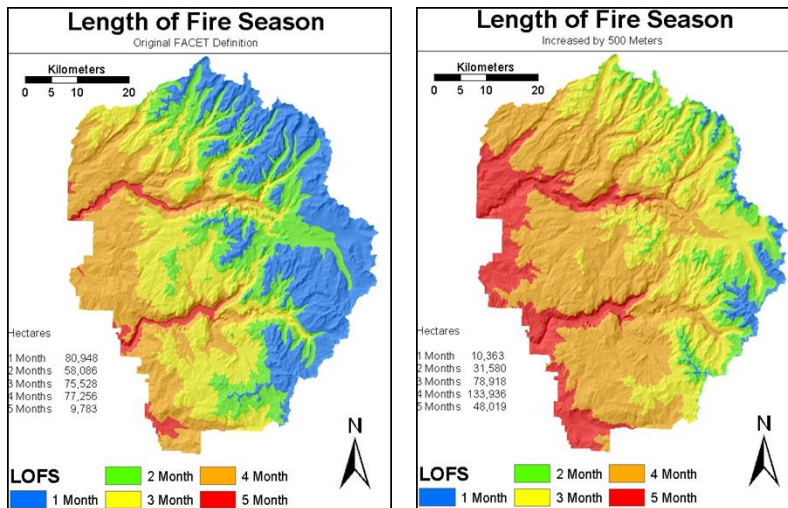 Length of Fire Season
Original FACET Definition
Kilometers
0 5 10 20
Hectares
1 Month 80,948
2 Months 58,086
3 Months 75,528
4 Months 77,256
5 Months 9,783
N
LOFS
2 Month 4 Month
1 Month 3 Month 5 Month
Length of Fire Season
Increased by 500 Meters
Kilometers
0 5 10 20
Hectares
1 Month 10,363
2 Months 31,580
3 Months 78,918
4 Months 133,936
5 Months 48,019
N
LOFS
2 Month 4 Month
1 Month 3 Month 5 Month